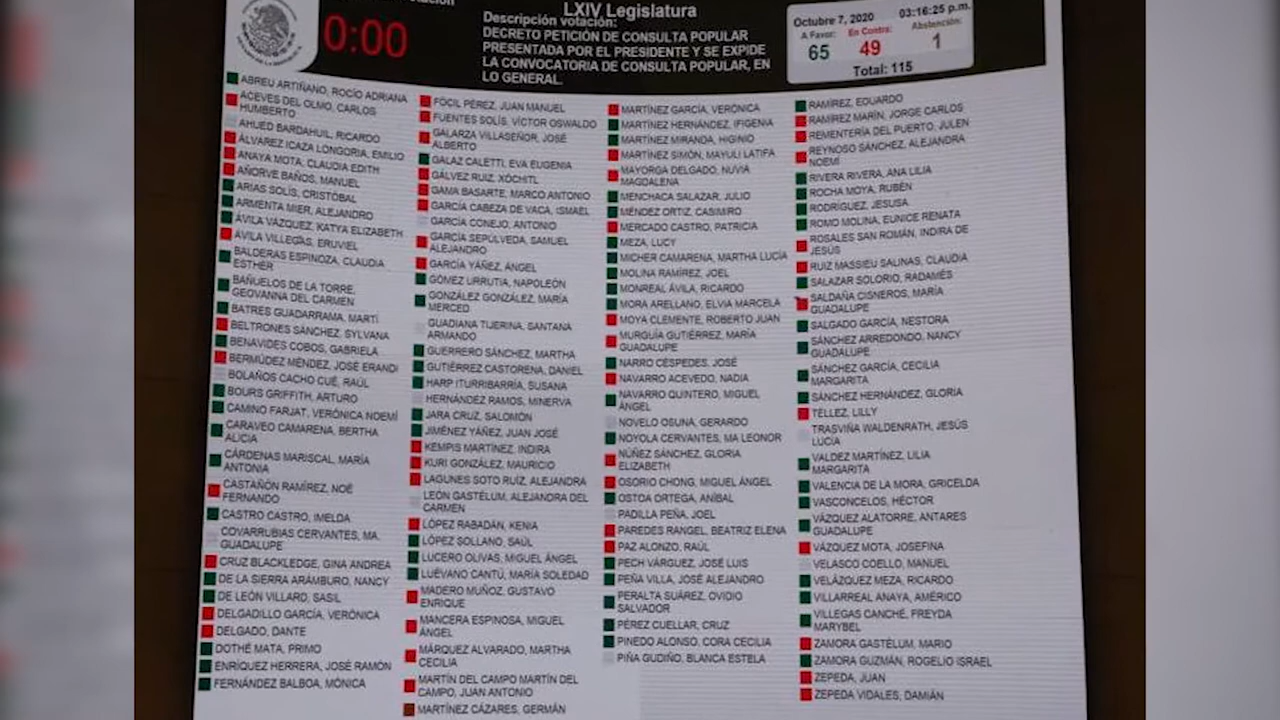 LXIV Legislatura
0:00
Descripción votación:
DECRETO PETICIÓN DE CONSULTA POPULAR
PRESENTADA POR EL PRESIDENTE Y SE EXPIDE
LA CONVOCATORIA DE CONSULTA POPULAR, EN
LO GENERAL.
Octubre 7, 2020 03:16:25 p.m.
A Favor: En Contra: Abstención:
65 49 1
Total: 115
ABREU ARTIÑANO, ROCÍO ADRIANA
ACEVES DEL OLMO, CARLOS
HUMBERTO
AHUED BARDAHUIL, RICARDO
ÁLVAREZ ICAZA LONGORIA, EMILIO
ANAYA MOTA, CLAUDIA EDITH
AÑORVE BAÑOS, MANUEL
ARIAS SOLÍS, CRISTÓBAL
ARMENTA MIER, ALEJANDRO
ÁVILA VÁZQUEZ, KATYA ELIZABETH
ÁVILA VILLEGAS, ERUVIEL
BALDERAS ESPINOZA, CLAUDIA
ESTHER
BAÑUELOS DE LA TORRE,
GEOVANNA DEL CARMEN
BATRES GUADARRAMA, MARTÍ
BELTRONES SÁNCHEZ, SYLVANA
BENAVIDES COBOS, GABRIELA
BERMÚDEZ MÉNDEZ, JOSÉ ERANDI
BOLAÑOS CACHO CUÉ, RAÚL
BOURS GRIFFITH, ARTURO
CAMINO FARJAT, VERÓNICA NOEMÍ
CARAVEO CAMARENA, BERTHA
ALICIA
CÁRDENAS MARISCAL, MARÍA
ANTONIA
CASTAÑÓN RAMÍREZ, NOÉ
FERNANDO
CASTRO CASTRO, IMELDA
COVARRUBIAS CERVANTES, MA.
GUADALUPE
CRUZ BLACKLEDGE, GINA ANDREA
DE LA SIERRA ARÁMBURO, NANCY
DE LEÓN VILLARD, SASIL
DELGADILLO GARCÍA, VERÓNICA
DELGADO, DANTE
DOTHÉ MATA, PRIMO
ENRÍQUEZ HERRERA, JOSÉ RAMÓN
FERNÁNDEZ BALBOA, MÓNICA
FÓCIL PÉREZ, JUAN MANUEL
FUENTES SOLÍS, VÍCTOR OSWALDO
GALARZA VILLASEÑOR, JOSÉ
ALBERTO
GALAZ CALETTI, EVA EUGENIA
GÁLVEZ RUIZ, XÓCHITL
GAMA BASARTE, MARCO ANTONIO
GARCÍA CABEZA DE VACA, ISMAEL
GARCÍA CONEJO, ANTONIO
GARCÍA SEPÚLVEDA, SAMUEL
ALEJANDRO
GARCÍA YÁÑEZ, ÁNGEL
GÓMEZ URRUTIA, NAPOLEÓN
GONZÁLEZ GONZÁLEZ, MARÍA
MERCED
GUADIANA TIJERINA, SANTANA
ARMANDO
GUERRERO SÁNCHEZ, MARTHA
GUTIÉRREZ CASTORENA, DANIEL
HARP ITURRIBARRÍA, SUSANA
HERNÁNDEZ RAMOS, MINERVA
JARA CRUZ, SALOMÓN
JIMÉNEZ YÁÑEZ, JUAN JOSÉ
KEMPIS MARTÍNEZ, INDIRA
KURI GONZÁLEZ, MAURICIO
LAGUNES SOTO RUÍZ, ALEJANDRA
LEÓN GASTÉLUM, ALEJANDRA DEL
CARMEN
LÓPEZ RABADÁN, KENIA
LÓPEZ SOLLANO, SAÚL
LUCERO OLIVAS, MIGUEL ÁNGEL
LUÉVANO CANTÚ, MARÍA SOLEDAD
MADERO MUÑOZ, GUSTAVO
ENRIQUE
MANCERA ESPINOSA, MIGUEL
ÁNGEL
MÁRQUEZ ALVARADO, MARTHA
CECILIA
MARTÍN DEL CAMPO MARTÍN DEL
CAMPO, JUAN ANTONIO
MARTÍNEZ CÁZARES, GERMÁN
MARTÍNEZ GARCÍA, VERÓNICA
MARTÍNEZ HERNÁNDEZ, IFIGENIA
MARTÍNEZ MIRANDA, HIGINIO
MARTÍNEZ SIMÓN, MAYULI LATIFA
MAYORGA DELGADO, NUVIA
MAGDALENA
MENCHACA SALAZAR, JULIO
MÉNDEZ ORTIZ, CASIMIRO
MERCADO CASTRO, PATRICIA
MEZA, LUCY
MICHER CAMARENA, MARTHA LUCÍA
MOLINA RAMÍREZ, JOEL
MONREAL ÁVILA, RICARDO
MORA ARELLANO, ELVIA MARCELA
MOYA CLEMENTE, ROBERTO JUAN
MURGUÍA GUTIÉRREZ, MARÍA
GUADALUPE
NARRO CÉSPEDES, JOSÉ
NAVARRO ACEVEDO, NADIA
NAVARRO QUINTERO, MIGUEL
ÁNGEL
NOVELO OSUNA, GERARDO
NOYOLA CERVANTES, MA LEONOR
NÚÑEZ SÁNCHEZ, GLORIA
ELIZABETH
OSORIO CHONG, MIGUEL ÁNGEL
OSTOA ORTEGA, ANÍBAL
PADILLA PEÑA, JOEL
PAREDES RANGEL, BEATRIZ ELENA
PAZ ALONZO, RAÚL
PECH VÁRGUEZ, JOSÉ LUIS
PEÑA VILLA, JOSÉ ALEJANDRO
PERALTA SUÁREZ, OVIDIO
SALVADOR
PÉREZ CUELLAR, CRUZ
PINEDO ALONSO, CORA CECILIA
PIÑA GUDIÑO, BLANCA ESTELA
RAMÍREZ, EDUARDO
RAMÍREZ MARÍN, JORGE CARLOS
REMENTERÍA DEL PUERTO, JULEN
REYNOSO SÁNCHEZ, ALEJANDRA
NOEMÍ
RIVERA RIVERA, ANA LILIA
ROCHA MOYA, RUBÉN
RODRÍGUEZ, JESUSA
ROMO MOLINA, EUNICE RENATA
ROSALES SAN ROMÁN, INDIRA DE
JESÚS
RUIZ MASSIEU SALINAS, CLAUDIA
SALAZAR SOLORIO, RADAMÉS
SALDAÑA CISNEROS, MARÍA
GUADALUPE
SALGADO GARCÍA, NESTORA
SÁNCHEZ ARREDONDO, NANCY
GUADALUPE
SÁNCHEZ GARCÍA, CECILIA
MARGARITA
SÁNCHEZ HERNÁNDEZ, GLORIA
TÉLLEZ, LILLY
TRASVIÑA WALDENRATH, JESÚS
LUCÍA
VALDEZ MARTÍNEZ, LILIA
MARGARITA
VALENCIA DE LA MORA, GRICELDA
VASCONCELOS, HÉCTOR
VÁZQUEZ ALATORRE, ANTARES
GUADALUPE
VÁZQUEZ MOTA, JOSEFINA
VELASCO COELLO, MANUEL
VELÁZQUEZ MEZA, RICARDO
VILLARREAL ANAYA, AMÉRICO
VILLEGAS CANCHÉ, FREYDA
MARYBEL
ZAMORA GASTÉLUM, MARIO
ZAMORA GUZMÁN, ROGELIO ISRAEL
ZEPEDA, JUAN
ZEPEDA VIDALES, DAMIÁN